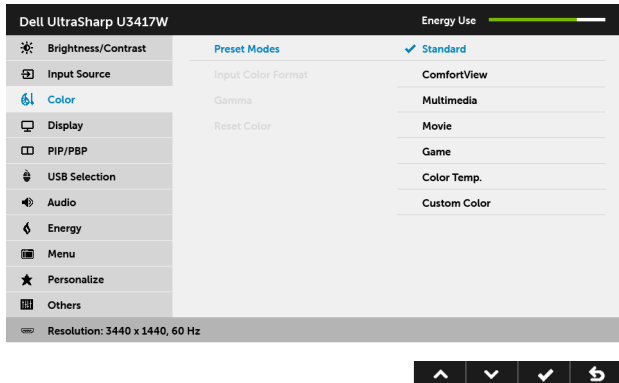 Dell UltraSharp U3417W
Energy Use
Brightness/Contrast
Preset Modes
Standard
Input Source
Input Color Format
ComfortView
Color
Gamma
Multimedia
Display
Reset Color
Movie
PIP/PBP
Game
USB Selection
Color Temp.
Audio
Custom Color
Energy
Menu
Personalize
Others
Resolution: 3440 x 1440, 60 Hz